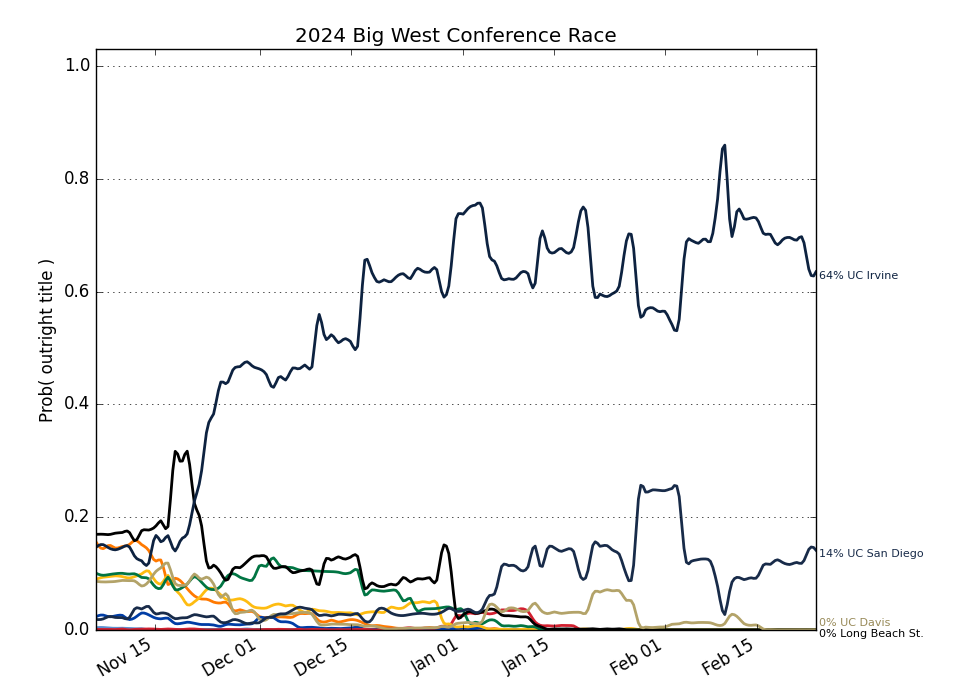 2024 Big West Conference Race
1.0
0.8
0.6
0.4
0.2
0.0
Prob( outright title )
64% UC Irvine
14% UC San Diego
0% UC Davis
0% Long Beach St.
Nov 15
Dec 01
Dec 15
Jan 01
Jan 15
Feb 01
Feb 15